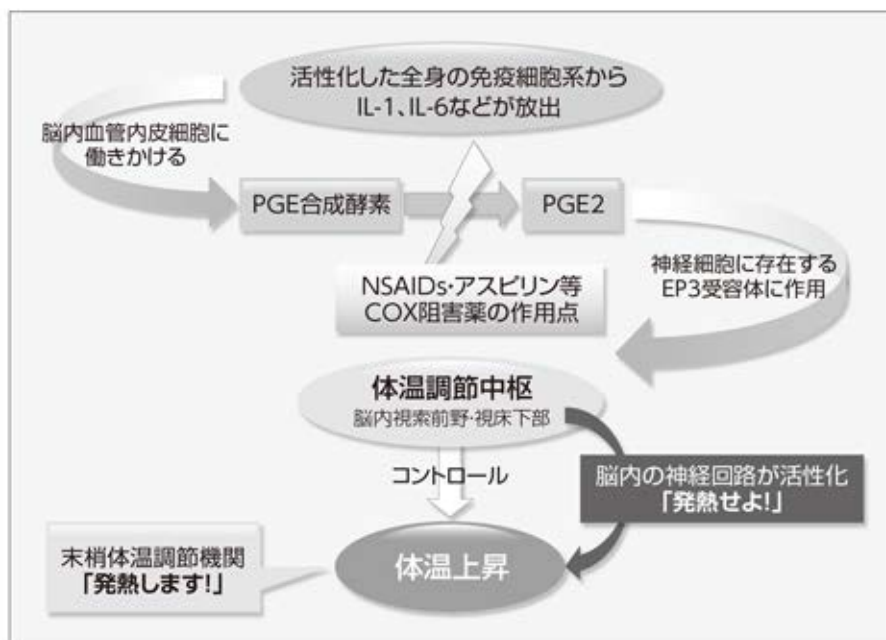 活性化した全身の免疫細胞系から
IL-1、IL-6などが放出
脳内血管内皮細胞に
働きかける
PGE合成酵素
PGE2
神経細胞に存在する
EP3受容体に作用
NSAIDs・アスピリン等
COX阻害薬の作用点
体温調節中枢
脳内視索前野・視床下部
コントロール
脳内の神経回路が活性化
「発熱せよ!」
末梢体温調節機関
「発熱します!」
体温上昇